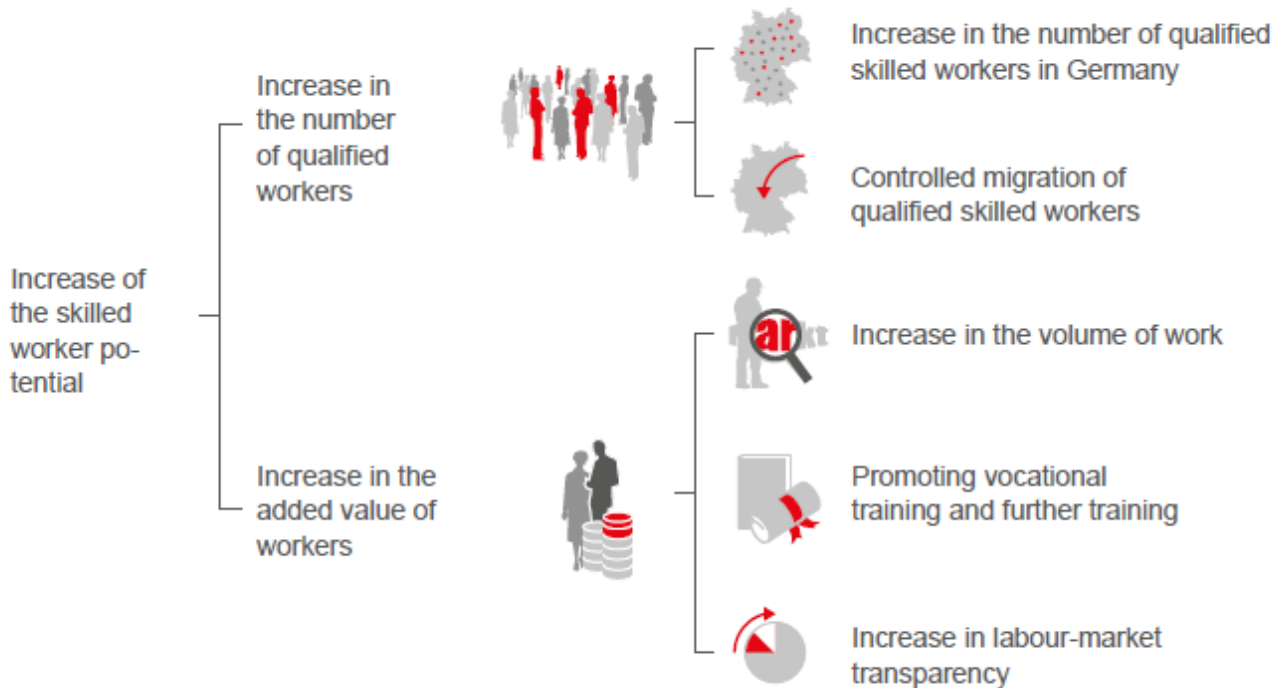 Increase of
the skilled
worker po-
tential
Increase in
the number
of qualified
workers
Increase in the number of qualified
skilled workers in Germany
Controlled migration of
qualified skilled workers
Increase in the
added value of
workers
arkt
Increase in the volume of work
Promoting vocational
training and further training
Increase in labour-market
transparency